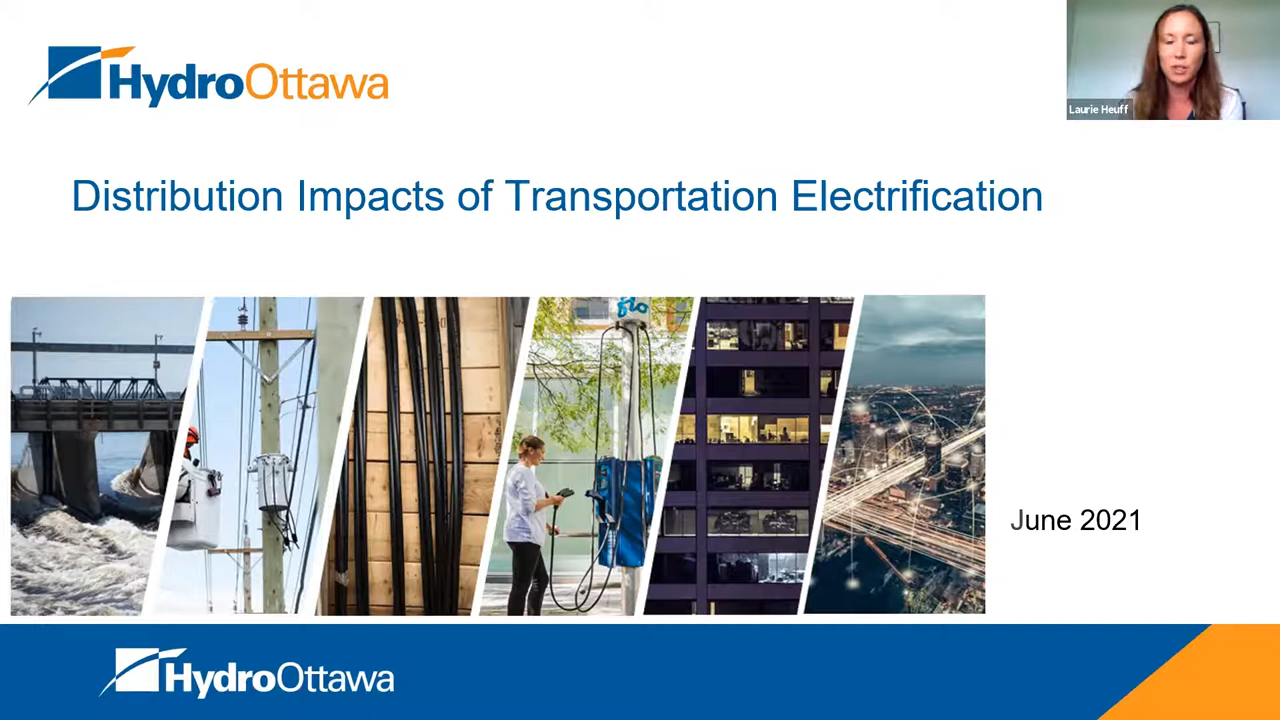 HydroOttawa
Laurie Heuff
Distribution Impacts of Transportation Electrification
flo
June 2021
HydroOttawa